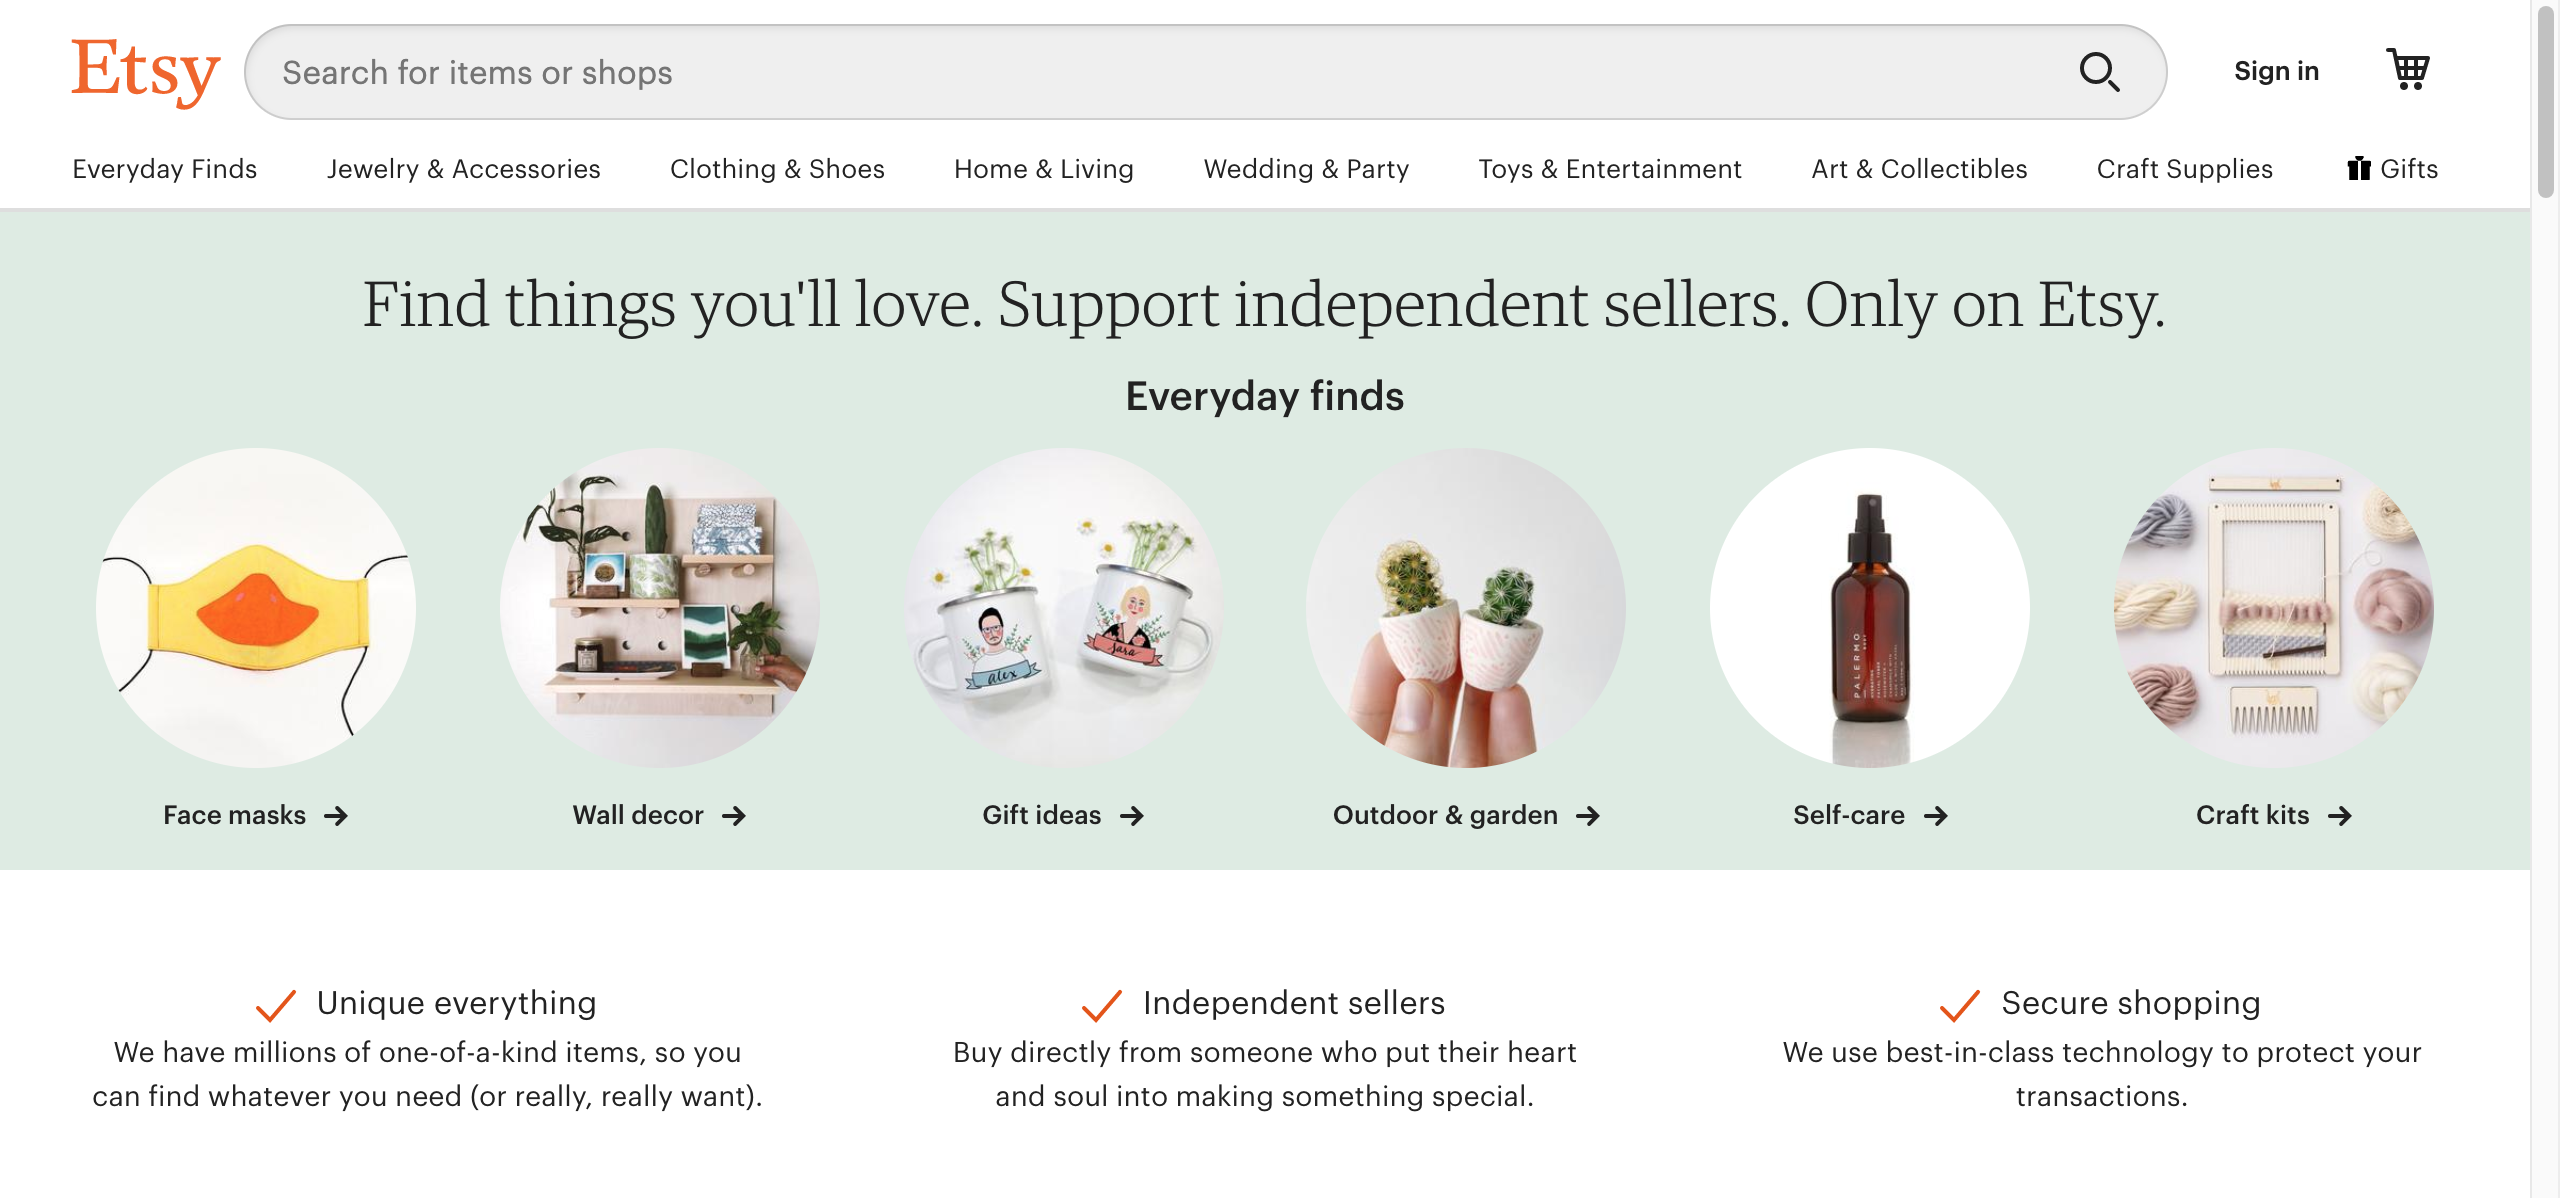 Etsy
Search for items or shops
Sign in
Everyday Finds
Jewelry & Accessories
Clothing & Shoes
Home & Living
Wedding & Party
Toys & Entertainment
Art & Collectibles
Craft Supplies
Gifts
Find things you'll love. Support independent sellers. Only on Etsy.
Everyday finds
alex
Sara
PALERMO
BODY
Face masks
Wall decor
Gift ideas
Outdoor & garden
Self-care
Craft kits
Unique everything
We have millions of one-of-a-kind items, so you
can find whatever you need (or really, really want).
Independent sellers
Buy directly from someone who put their heart
and soul into making something special.
Secure shopping
We use best-in-class technology to protect your
transactions.